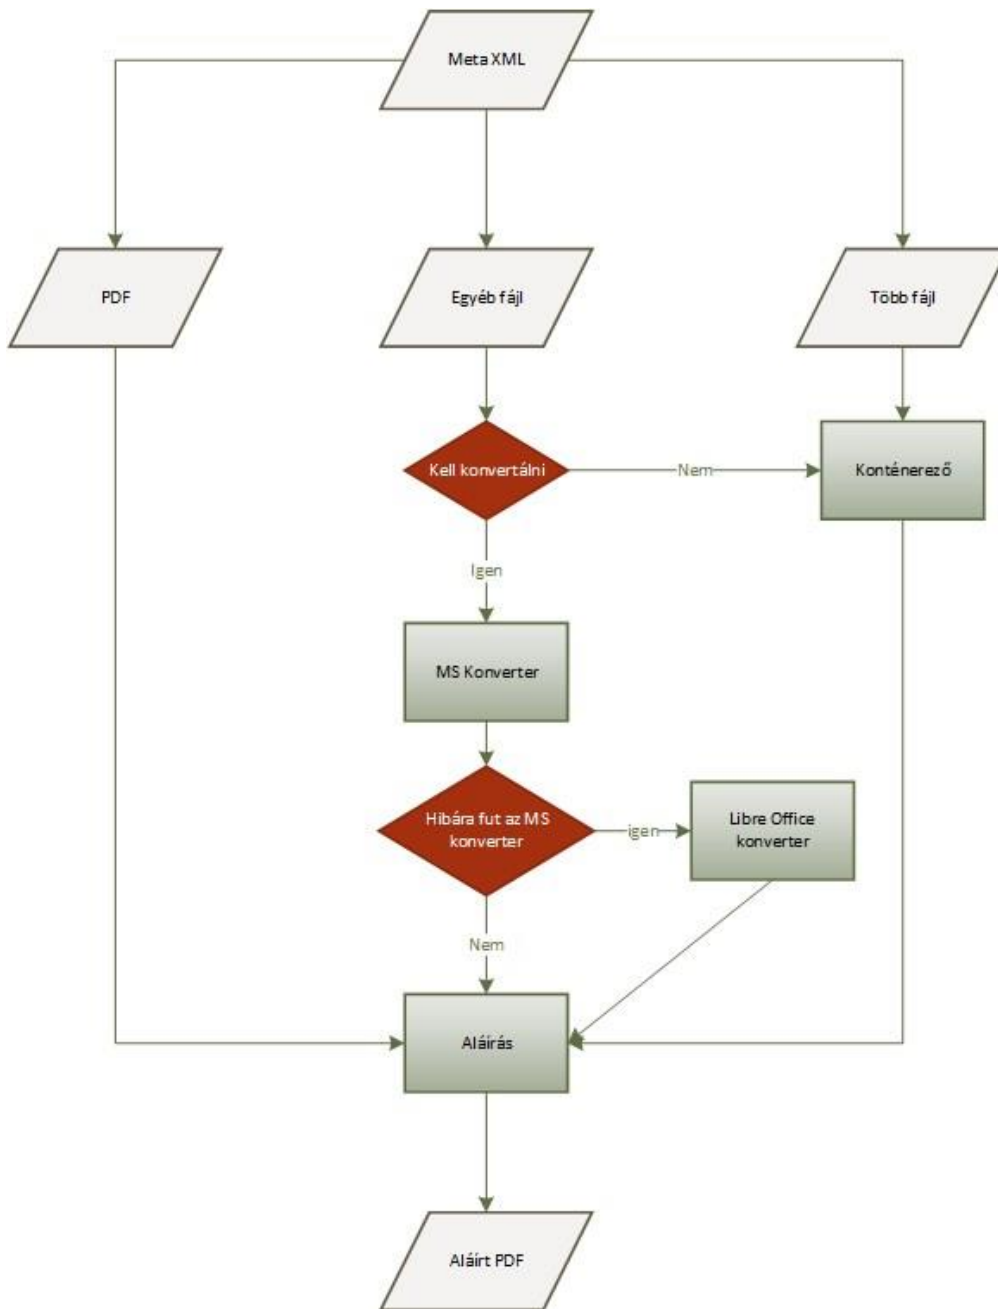 Meta XML
PDF
Egyéb fájl
Több fájl
Kell konvertálni
Nem
Konténerező
Igen
MS Konverter
Hibára fut az MS
konverter
igen
Libre Office
konverter
Nem
Aláírás
Aláírt PDF